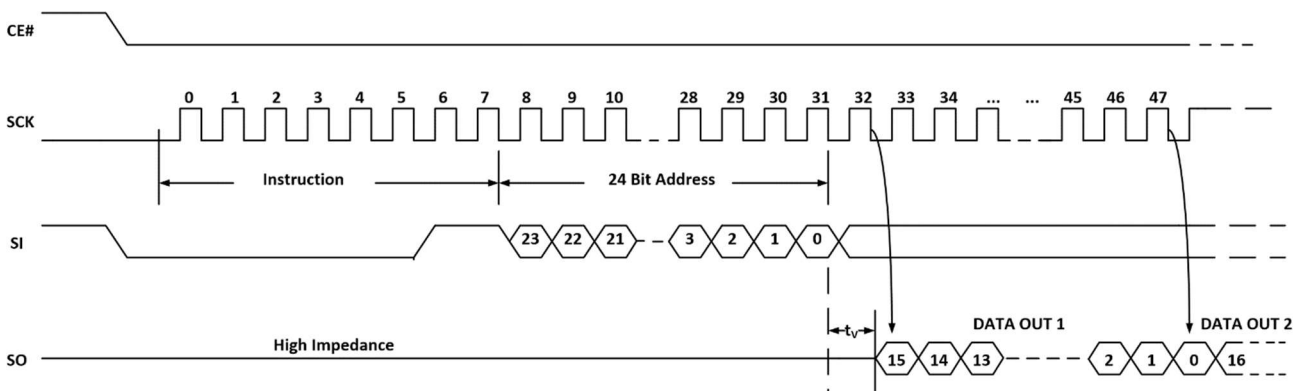 CE#
0 1 2 3 4 5 6 7 8 9 10 28 29 30 31 32 33 34 ... ... 45 46 47
SCK
Instruction 24 Bit Address
SI 23 22 21 3 2 1 0
tV DATA OUT 1 DATA OUT 2
High Impedance
SO 15 14 13 2 1 0 16